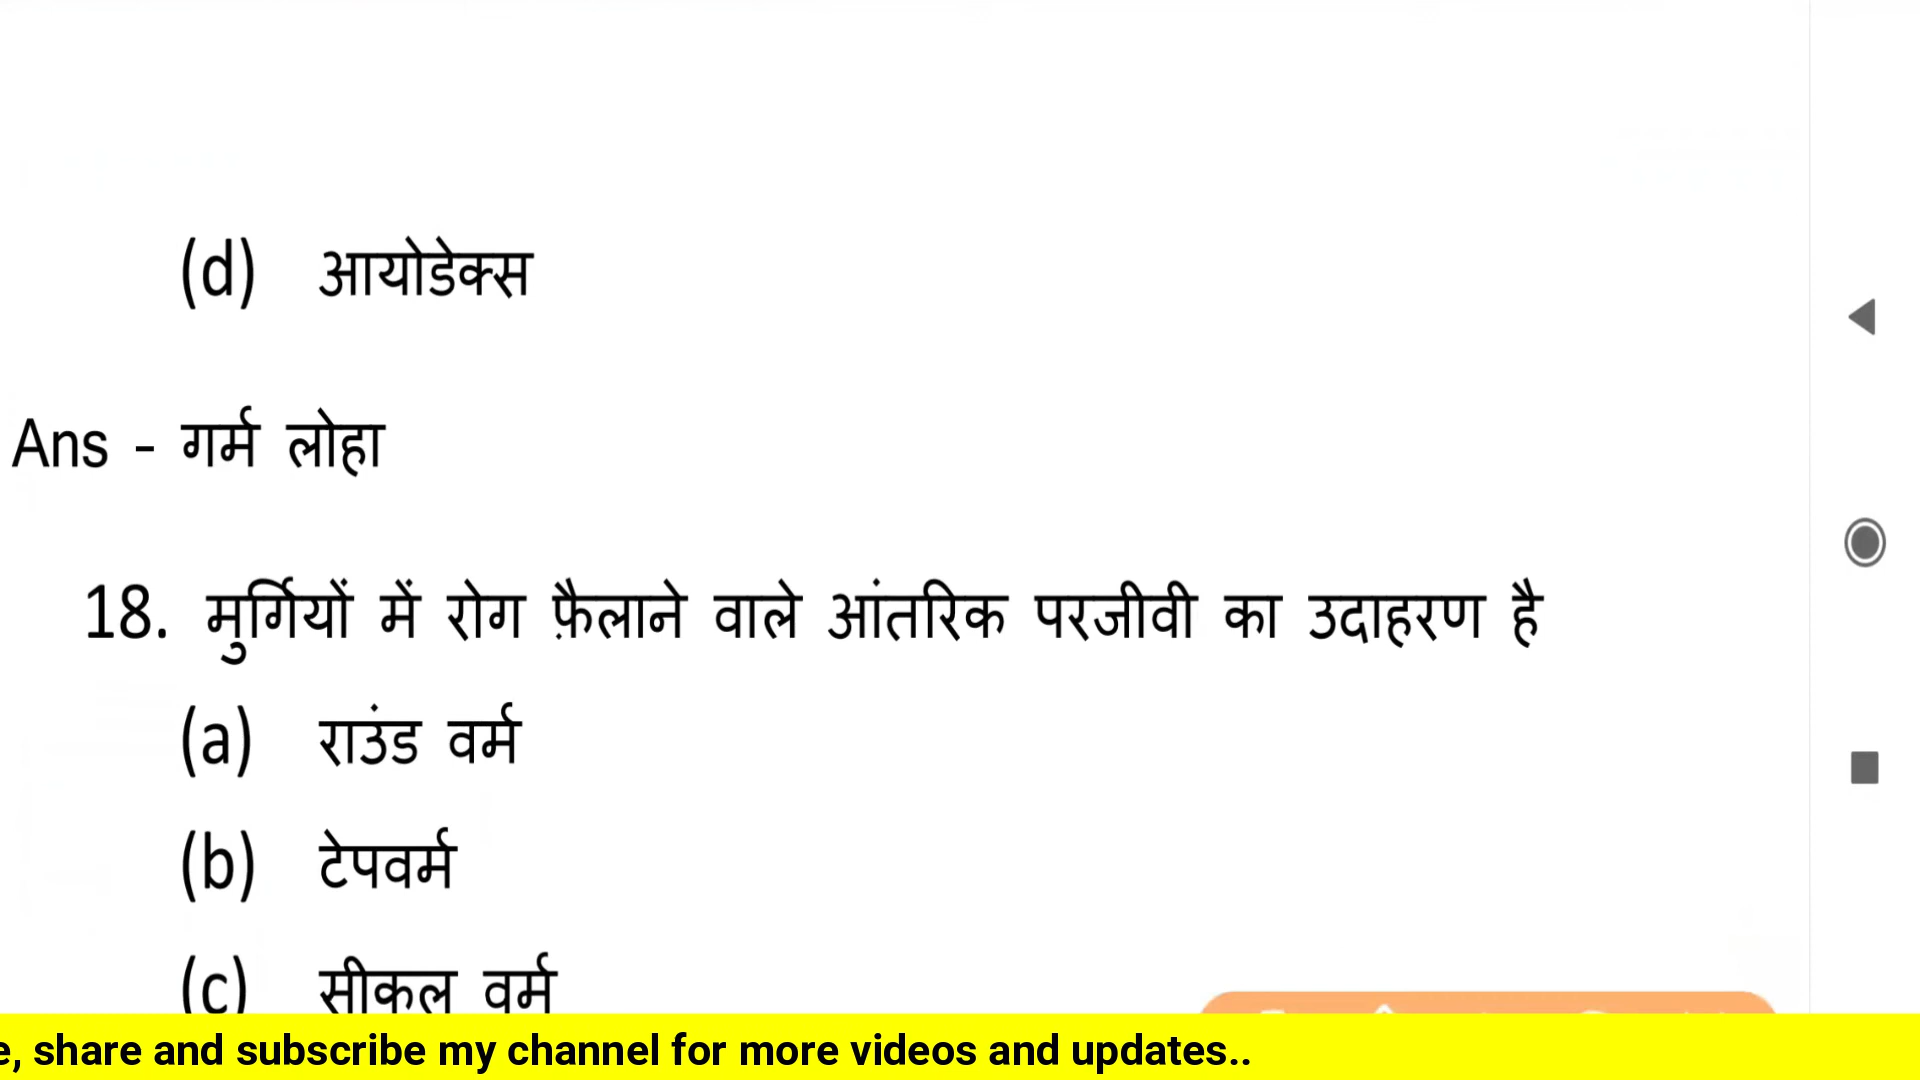 (d) आयोडेक्स
Ans - गर्म लोहा
18. मुर्गियों में रोग फ़ैलाने वाले आंतरिक परजीवी का उदाहरण है
(a) राउंड वर्म
(b) टेपवर्म
(c) सीकल वर्म
e, share and subscribe my channel for more videos and updates..